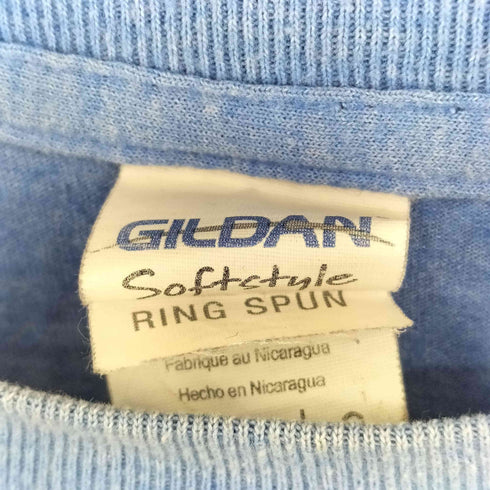 GILDAN
Softstyle
RING SPUN
Fabriqué au Nicaragua
Hecho en Nicaragua